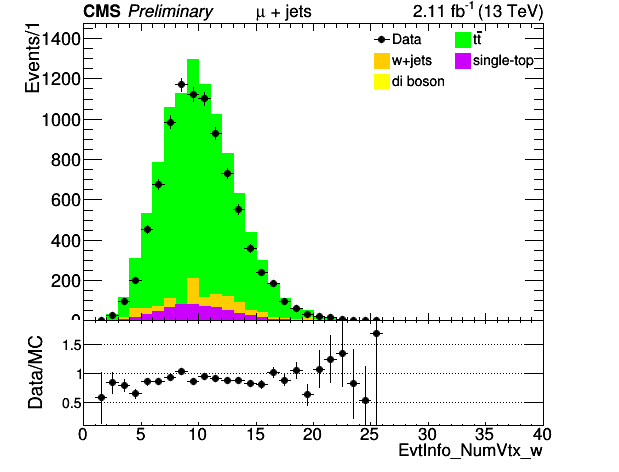 CMS Preliminary μ + jets 2.11 fb⁻¹ (13 TeV)
Events/1
1400
1200
1000
800
600
400
200
0
Data
tt̄
w+jets
single-top
di boson
Data/MC
1.5
1
0.5
0 5 10 15 20 25 30 35 40
EvtInfo_NumVtx_w